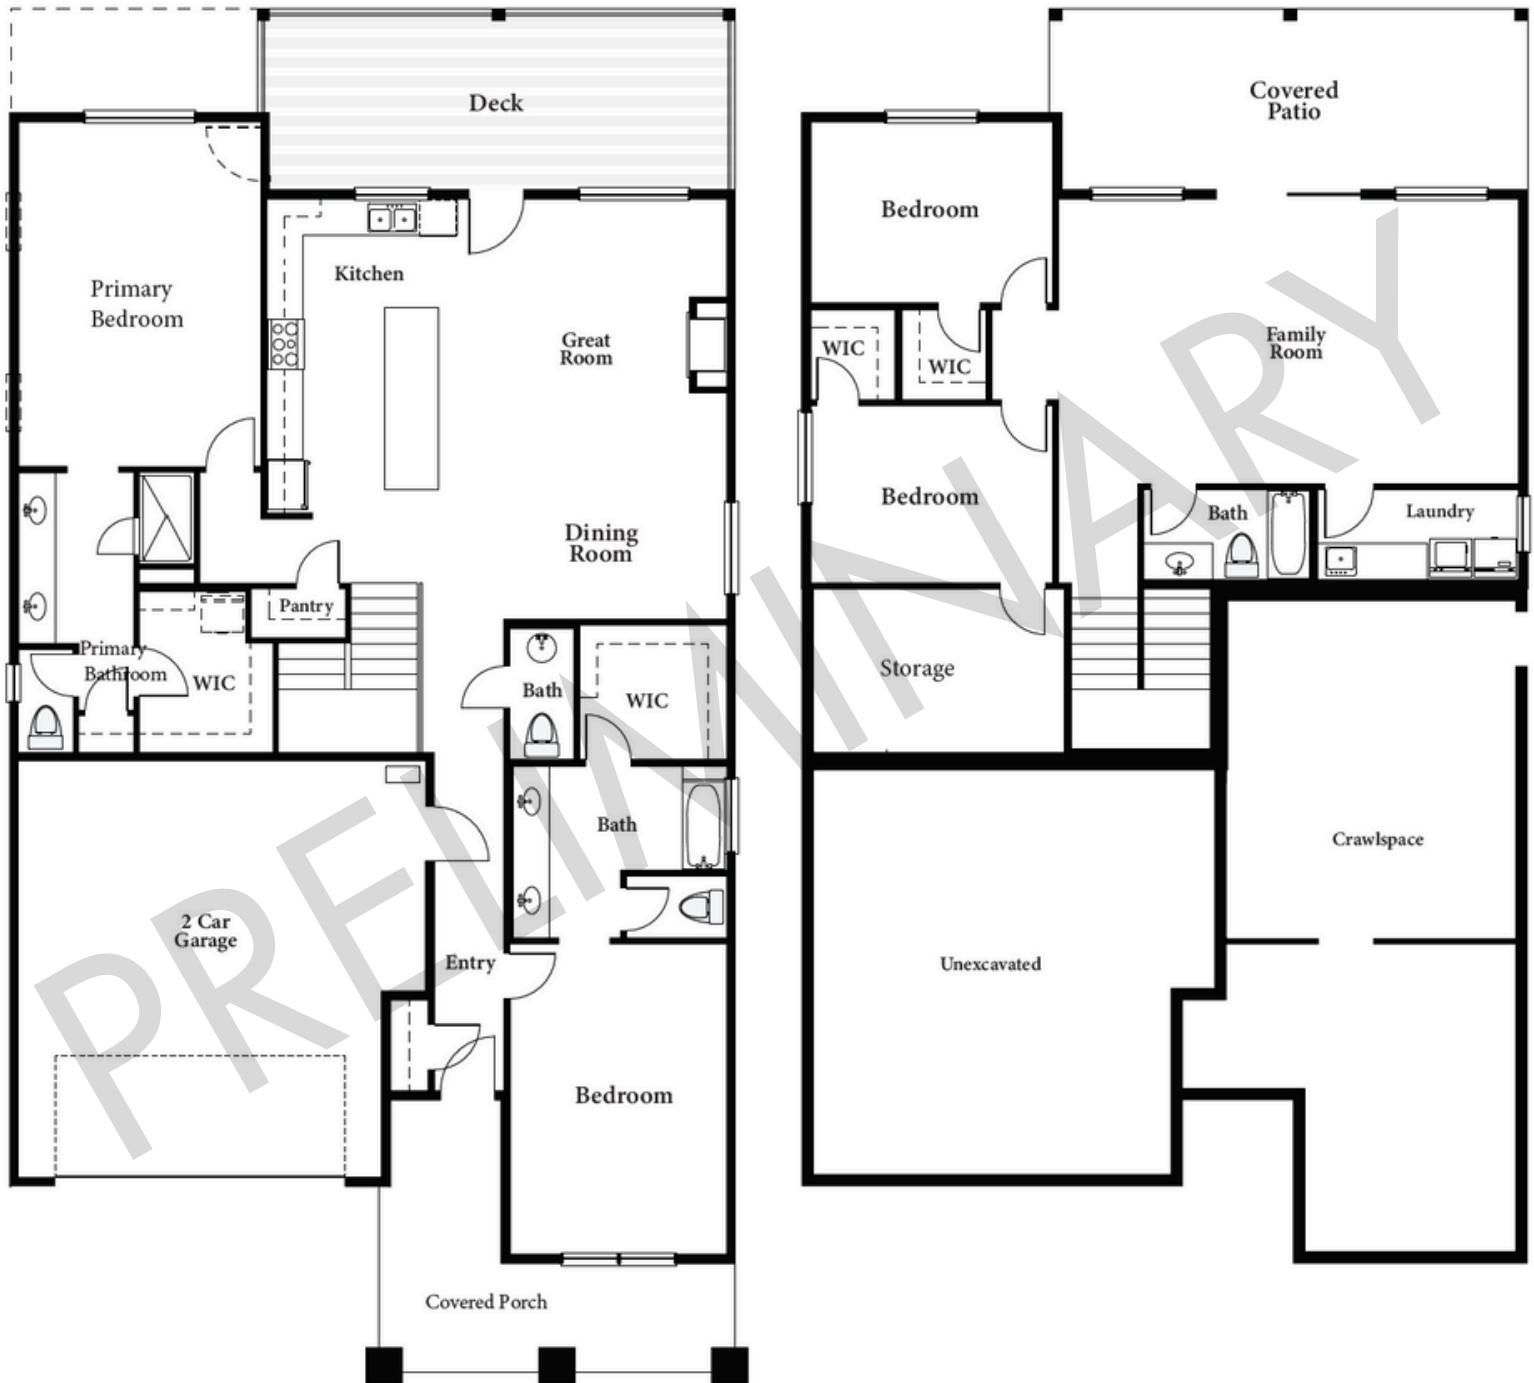 Deck
Primary
Bedroom
Kitchen
Great
Room
Dining
Room
Pantry
Primary
Bathroom
WIC
Bath
WIC
Bath
2 Car
Garage
Entry
Bedroom
Covered Porch
Covered
Patio
Bedroom
Family
Room
WIC
WIC
Bedroom
Bath
Laundry
Storage
Crawlspace
Unexcavated
PRELIMINARY